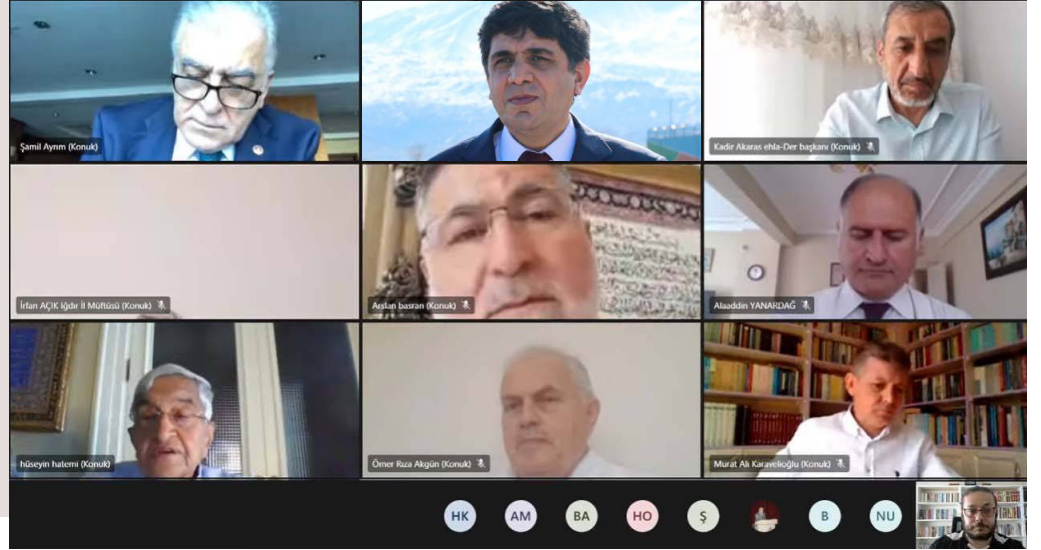 Şamil Ayrım (Konuk)
Kadir Akaras ehla-Der başkanı (Konuk)
İrfan AÇIK Iğdır İl Müftüsü (Konuk)
Arslan basran (Konuk)
Alaaddin YANARDAĞ
hüseyin hatemi (Konuk)
Ömer Rıza Akgün (Konuk)
Murat Ali Karavelioğlu (Konuk)
HK
AM
BA
HO
Ş
B
NU